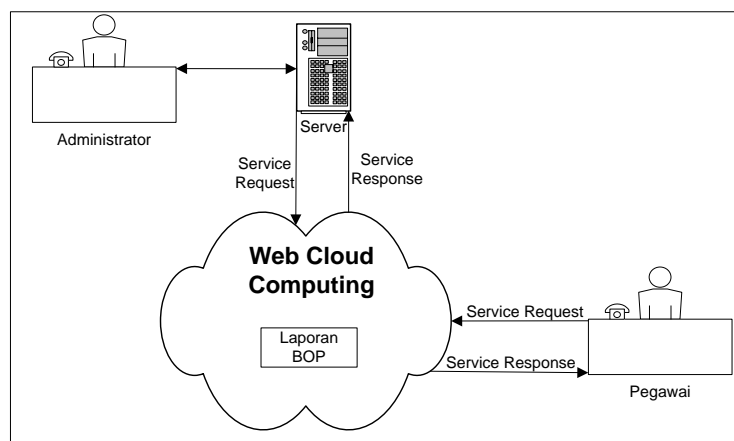 Server
Administrator
Service
Request
Service
Response
Web Cloud
Computing
Laporan
BOP
Service Request
Service Response
Pegawai